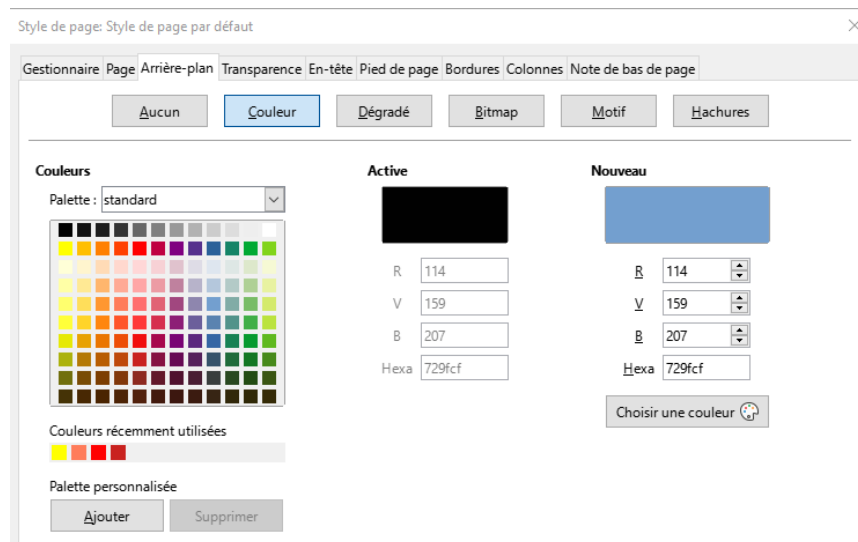 Style de page: Style de page par défaut
Gestionnaire Page Arrière-plan Transparence En-tête Pied de page Bordures Colonnes Note de bas de page
Aucun Couleur Dégradé Bitmap Motif Hachures
Couleurs Active Nouveau
Palette : standard
R 114 R 114
V 159 V 159
B 207 B 207
Hexa 729fcf Hexa 729fcf
Choisir une couleur
Couleurs récemment utilisées
Palette personnalisée
Ajouter Supprimer